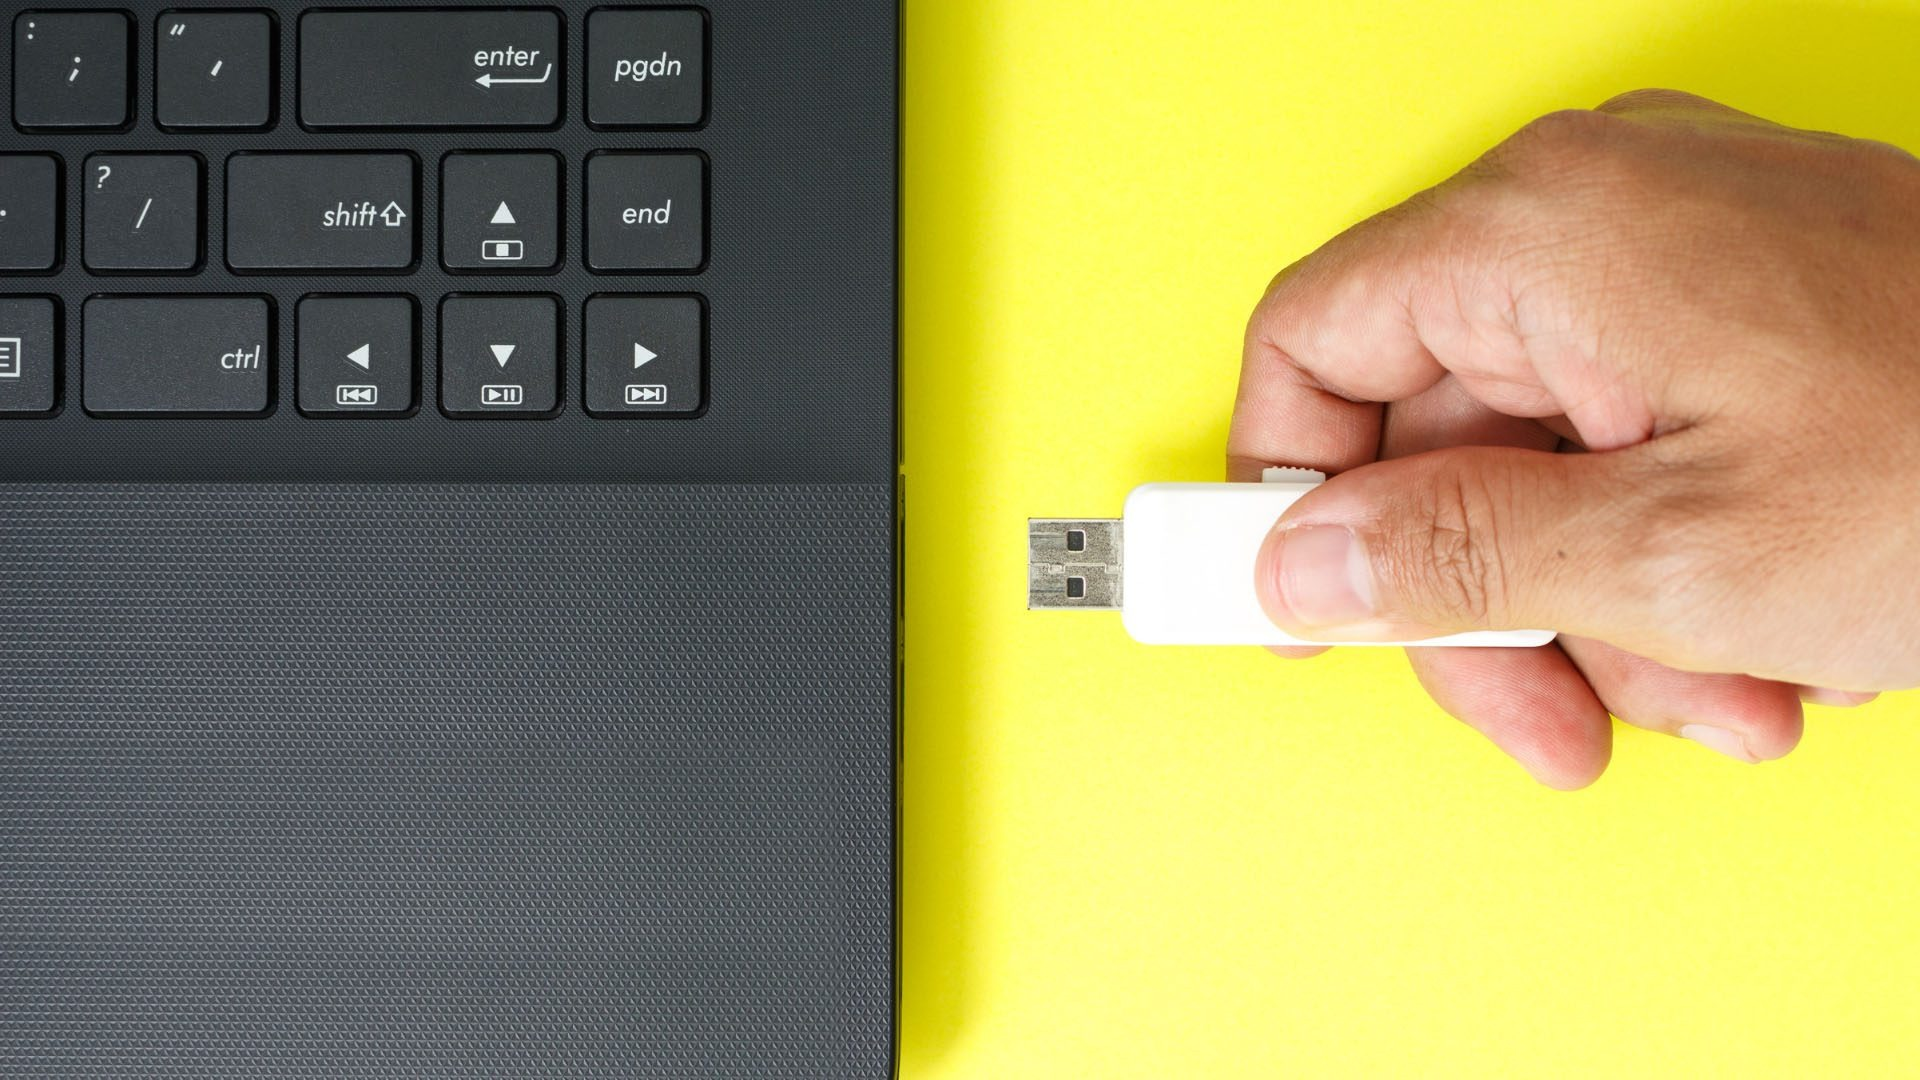 : " enter pgdn
; '
? / shift end
ctrl